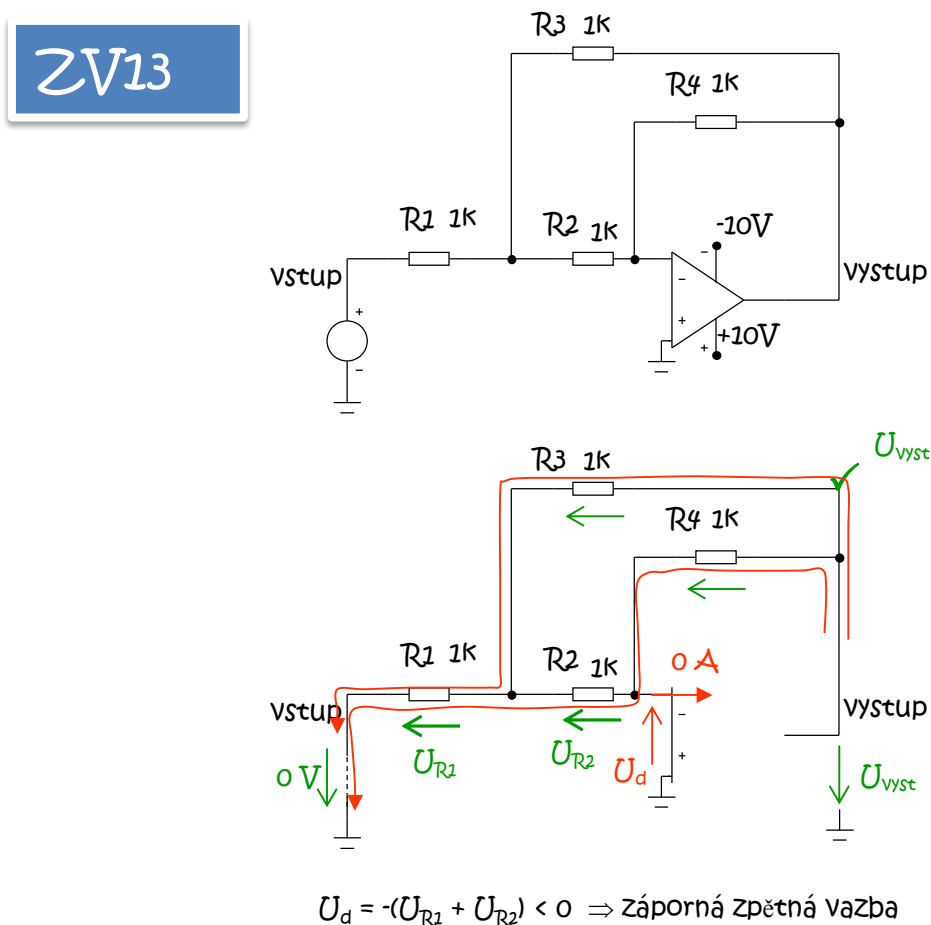 ZV13
R3 1K
R4 1K
R1 1K
R2 1K
-10V
vstup
vystup
+
-
-
+
-
+
+10V
R3 1K
Uvyst
R4 1K
R1 1K
R2 1K
0 A
vstup
vystup
-
+
0 V
UR1
UR2
Ud
Uvyst
Ud = -(UR1 + UR2) < 0 ⇒ záporná zpětná vazba